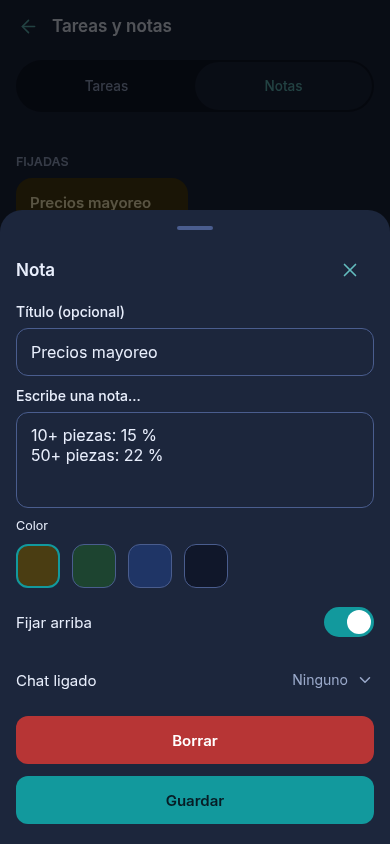 Tareas y notas
Tareas
Notas
FIJADAS
Precios mayoreo
Nota
Título (opcional)
Precios mayoreo
Escribe una nota...
10+ piezas: 15 %
50+ piezas: 22 %
Color
Fijar arriba
Chat ligado
Ninguno
Borrar
Guardar